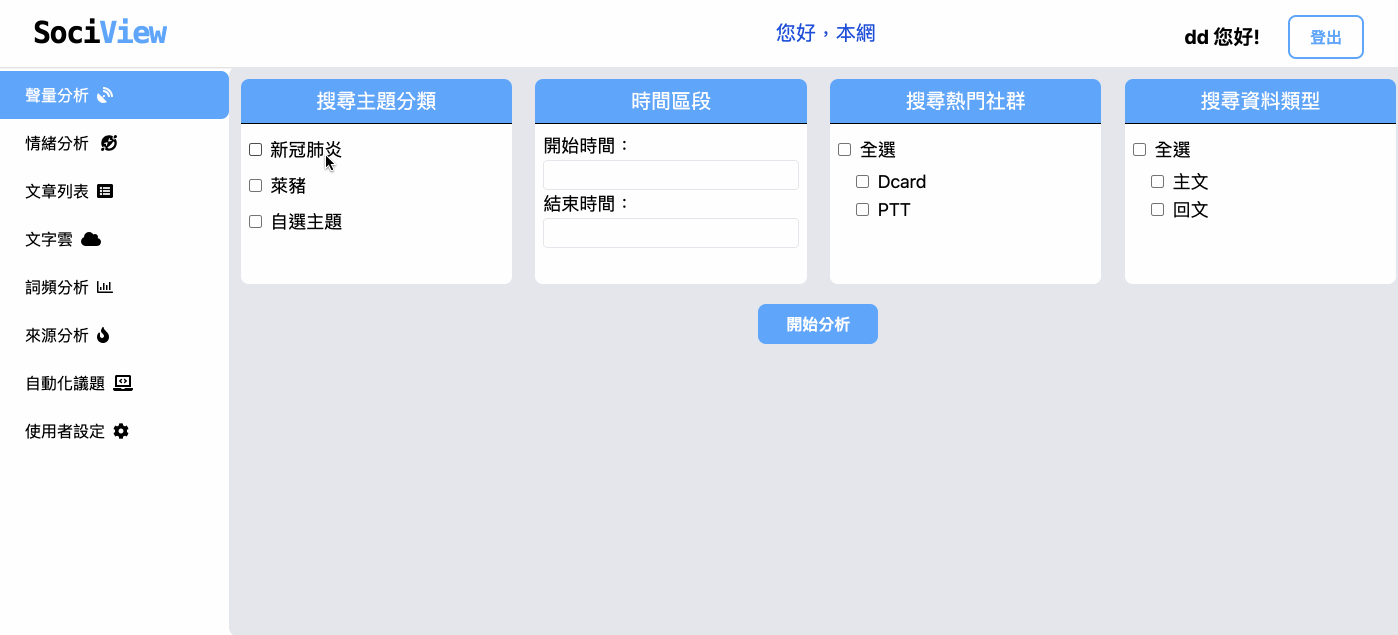 SociView
您好，本網
dd 您好!
登出
聲量分析
情緒分析
文章列表
文字雲
詞頻分析
來源分析
自動化議題
使用者設定
搜尋主題分類
新冠肺炎
萊豬
自選主題
時間區段
開始時間：
結束時間：
搜尋熱門社群
全選
Dcard
PTT
搜尋資料類型
全選
主文
回文
開始分析